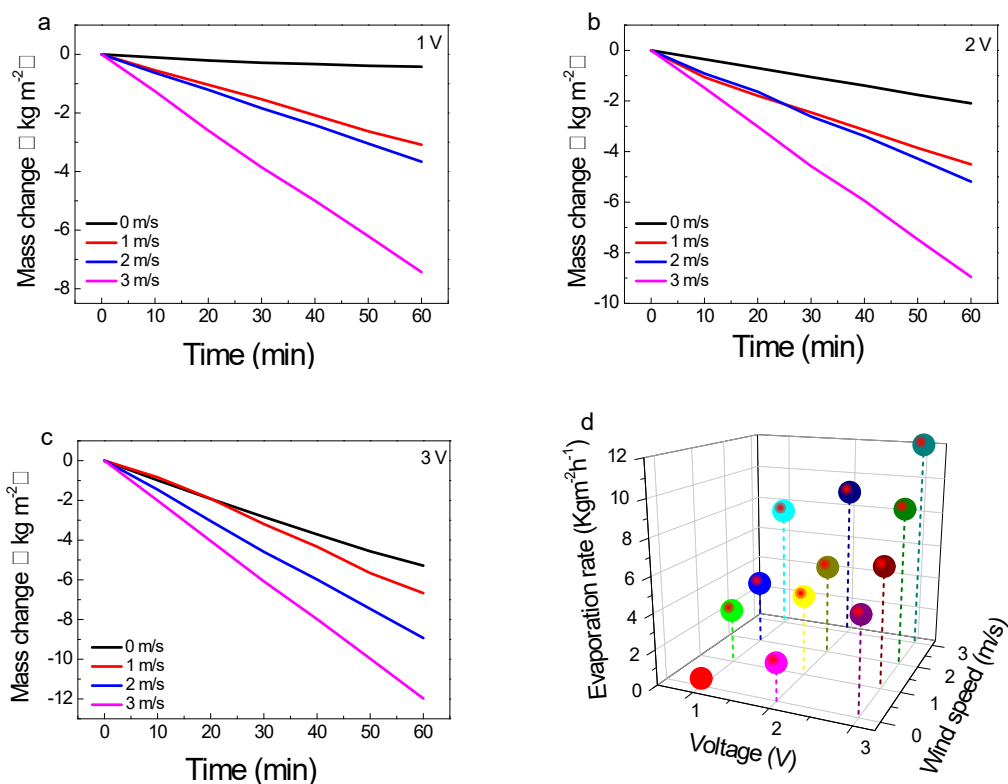 a
1 V
Mass change □ kg m-2□
0
-2
-4
-6
-8
0 m/s
1 m/s
2 m/s
3 m/s
0 10 20 30 40 50 60
Time (min)
b
2 V
Mass change □ kg m-2□
0
-2
-4
-6
-8
-10
0 m/s
1 m/s
2 m/s
3 m/s
0 10 20 30 40 50 60
Time (min)
c
3 V
Mass change □ kg m-2□
0
-2
-4
-6
-8
-10
-12
0 m/s
1 m/s
2 m/s
3 m/s
0 10 20 30 40 50 60
Time (min)
d
Evaporation rate (Kgm-2h-1)
12
10
8
6
4
2
0
1 2 3
Voltage (V)
0 1 2 3
Wind speed (m/s)